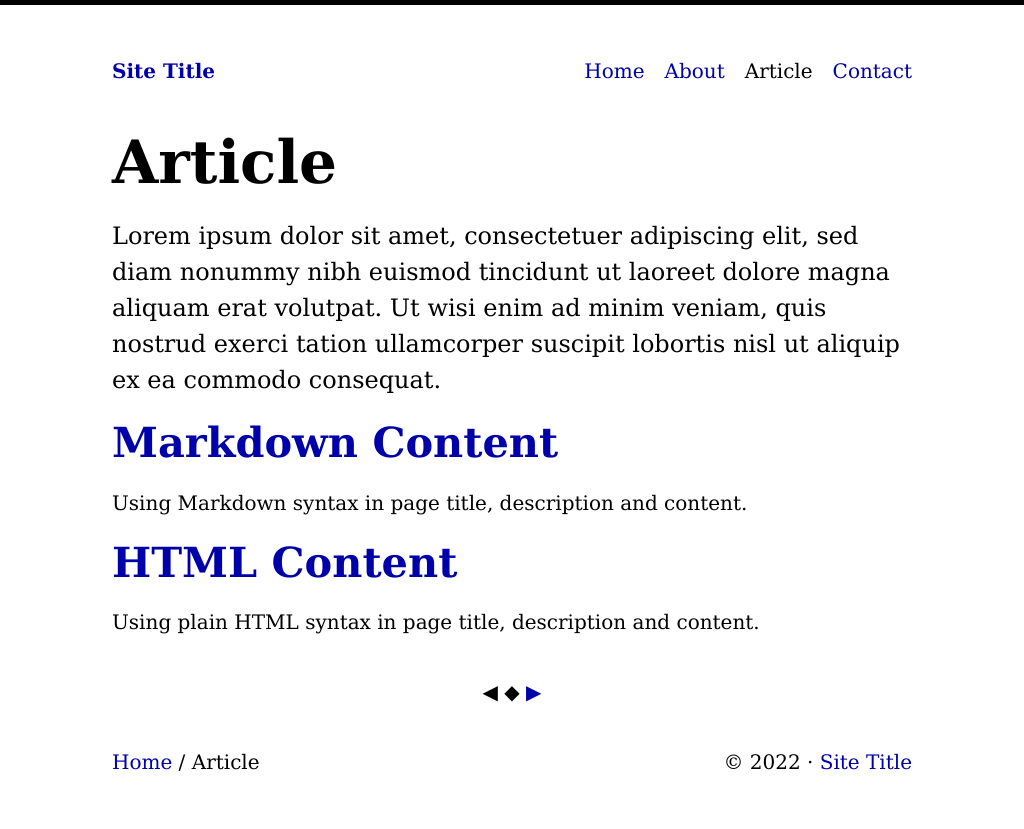 Site Title
Home About Article Contact
Article
Lorem ipsum dolor sit amet, consectetuer adipiscing elit, sed
diam nonummy nibh euismod tincidunt ut laoreet dolore magna
aliquam erat volutpat. Ut wisi enim ad minim veniam, quis
nostrud exerci tation ullamcorper suscipit lobortis nisl ut aliquip
ex ea commodo consequat.
Markdown Content
Using Markdown syntax in page title, description and content.
HTML Content
Using plain HTML syntax in page title, description and content.
◀ ◆ ▶
Home / Article
© 2022 · Site Title